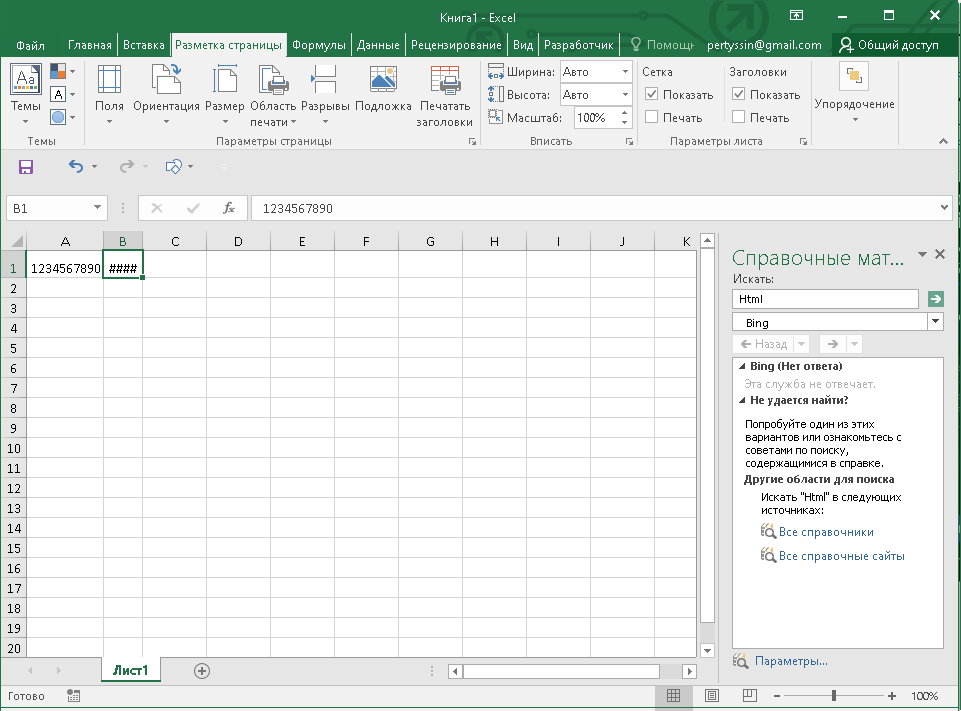 Книга1 - Excel
Файл Главная Вставка Разметка страницы Формулы Данные Рецензирование Вид Разработчик Помощн pertyssin@gmail.com Общий доступ
Темы Поля Ориентация Размер Область печати Разрывы Подложка Печатать заголовки
Ширина: Авто
Высота: Авто
Масштаб: 100%
Сетка
Показать
Печать
Заголовки
Показать
Печать
Упорядочение
Темы Параметры страницы Вписать Параметры листа
B1 fx 1234567890
A B C D E F G H I J K
1 1234567890 ####
2
3
4
5
6
7
8
9
10
11
12
13
14
15
16
17
18
19
20
Справочные мат...
Искать:
Html
Bing
Назад
Bing (Нет ответа)
Эта служба не отвечает.
Не удается найти?
Попробуйте один из этих
вариантов или ознакомьтесь с
советами по поиску,
содержащимися в справке.
Другие области для поиска
Искать "Html" в следующих
источниках:
Все справочники
Все справочные сайты
Параметры...
Лист1
Готово 100%